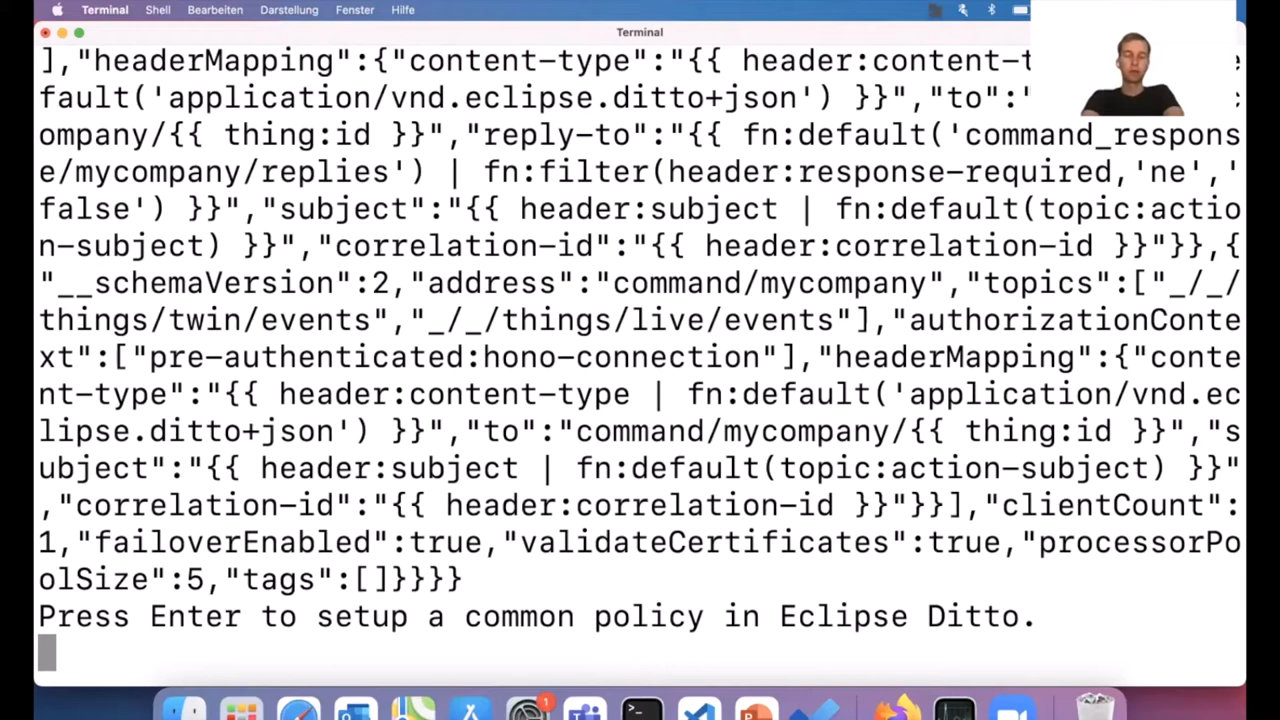 Terminal Shell Bearbeiten Darstellung Fenster Hilfe
Terminal
],"headerMapping":{"content-type":"{{ header:content-t
fault('application/vnd.eclipse.ditto+json') }}","to":"
ompany/{{ thing:id }}","reply-to":"{{ fn:default('command_respons
e/mycompany/replies') | fn:filter(header:response-required,'ne','
false') }}","subject":"{{ header:subject | fn:default(topic:actio
n-subject) }}","correlation-id":"{{ header:correlation-id }}"}},{
"__schemaVersion":2,"address":"command/mycompany","topics":["_/_/
things/twin/events","_/_/things/live/events"],"authorizationConte
xt":["pre-authenticated:hono-connection"],"headerMapping":{"conte
nt-type":"{{ header:content-type | fn:default('application/vnd.ec
lipse.ditto+json') }}","to":"command/mycompany/{{ thing:id }}","s
ubject":"{{ header:subject | fn:default(topic:action-subject) }}"
,"correlation-id":"{{ header:correlation-id }}"}}],"clientCount":
1,"failoverEnabled":true,"validateCertificates":true,"processorPo
olSize":5,"tags":[]}}}}
Press Enter to setup a common policy in Eclipse Ditto.
1